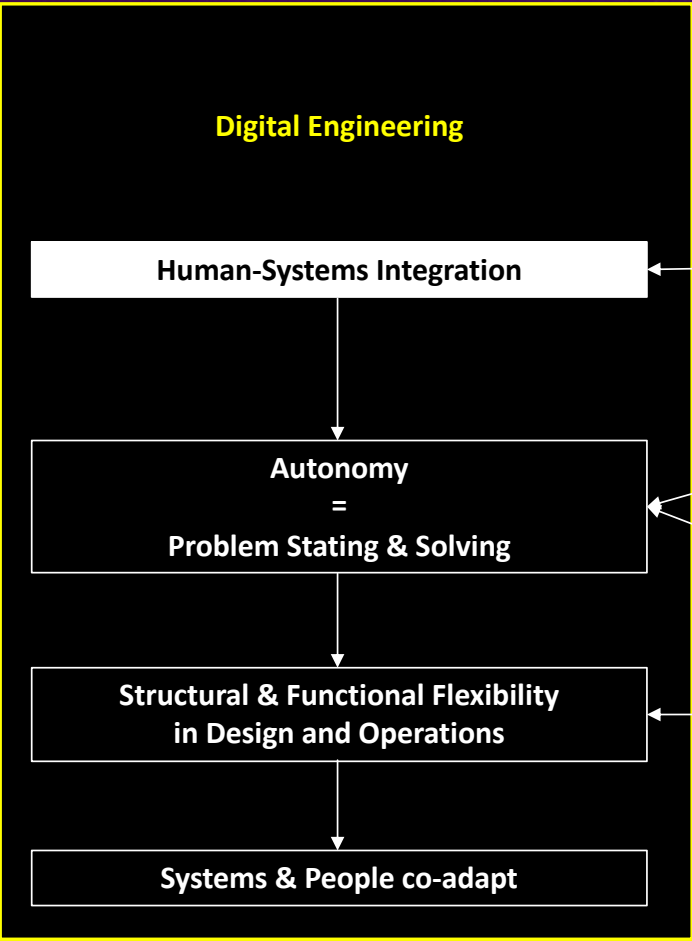 Digital Engineering
Human-Systems Integration
Autonomy
=
Problem Stating & Solving
Structural & Functional Flexibility
in Design and Operations
Systems & People co-adapt